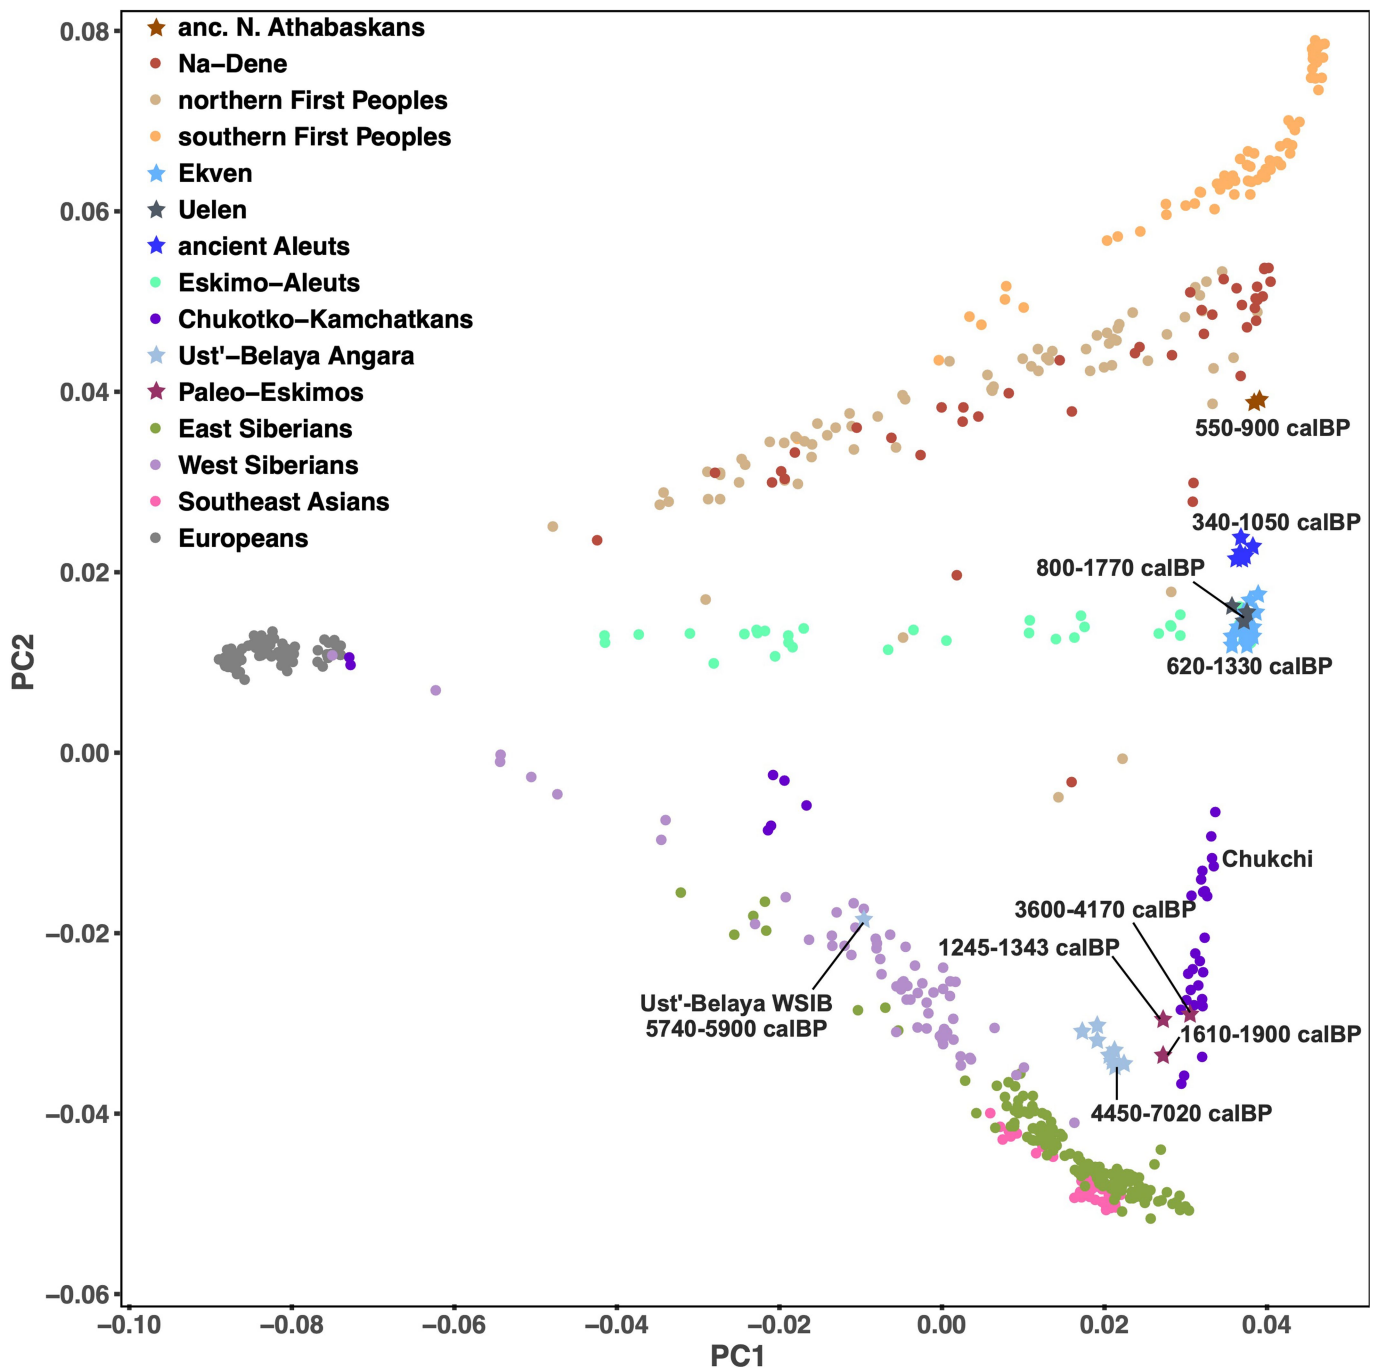 anc. N. Athabaskans
Na–Dene
northern First Peoples
southern First Peoples
Ekven
Uelen
ancient Aleuts
Eskimo–Aleuts
Chukotko–Kamchatkans
Ust'–Belaya Angara
Paleo–Eskimos
East Siberians
West Siberians
Southeast Asians
Europeans
0.08
0.06
0.04
0.02
0.00
−0.02
−0.04
−0.06
PC2
550-900 calBP
340-1050 calBP
800-1770 calBP
620-1330 calBP
Chukchi
3600-4170 calBP
1245-1343 calBP
Ust'-Belaya WSIB
5740-5900 calBP
1610-1900 calBP
4450-7020 calBP
−0.10 −0.08 −0.06 −0.04 −0.02 0.00 0.02 0.04
PC1